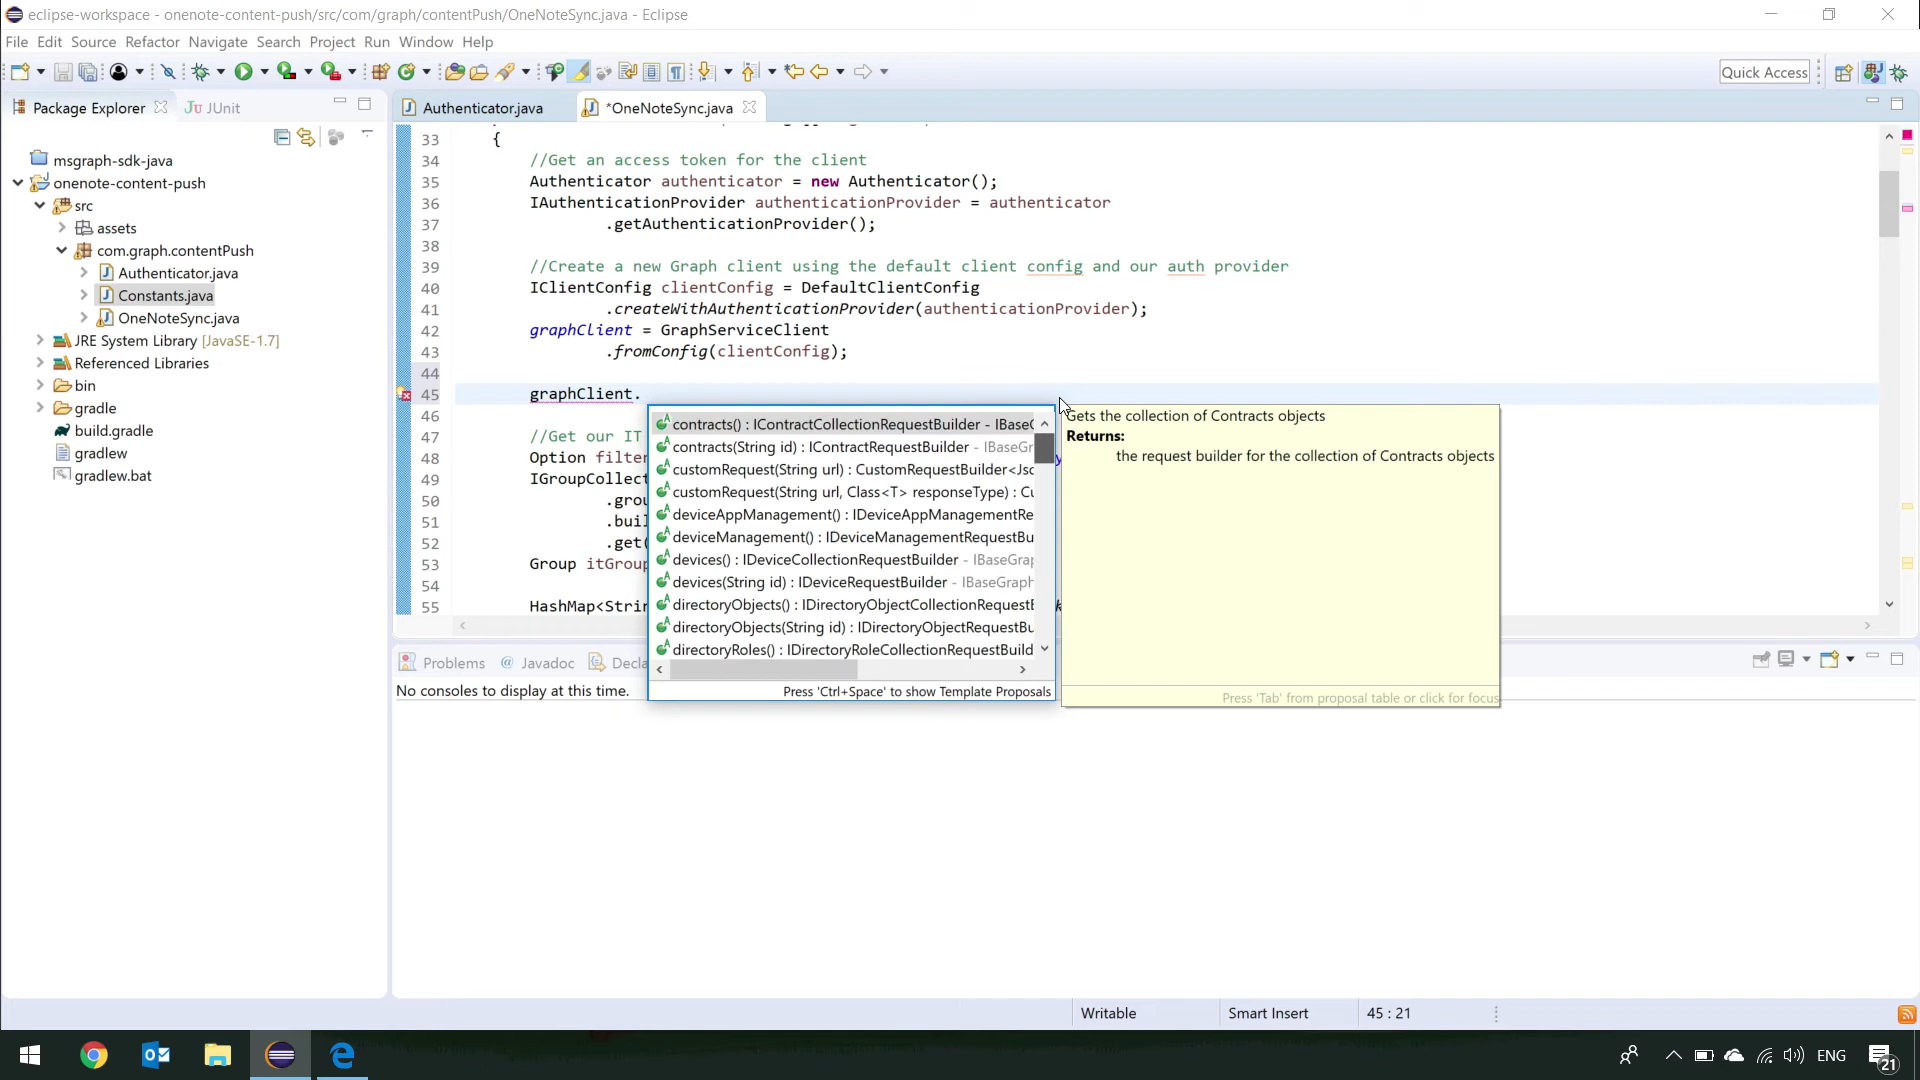 eclipse-workspace - onenote-content-push/src/com/graph/contentPush/OneNoteSync.java - Eclipse
File Edit Source Refactor Navigate Search Project Run Window Help
Quick Access
Package Explorer
JUnit
Authenticator.java
*OneNoteSync.java
msgraph-sdk-java
onenote-content-push
src
assets
com.graph.contentPush
Authenticator.java
Constants.java
OneNoteSync.java
JRE System Library [JavaSE-1.7]
Referenced Libraries
bin
gradle
build.gradle
gradlew
gradlew.bat
33 {
34 //Get an access token for the client
35 Authenticator authenticator = new Authenticator();
36 IAuthenticationProvider authenticationProvider = authenticator
37 .getAuthenticationProvider();
38
39 //Create a new Graph client using the default client config and our auth provider
40 IClientConfig clientConfig = DefaultClientConfig
41 .createWithAuthenticationProvider(authenticationProvider);
42 graphClient = GraphServiceClient
43 .fromConfig(clientConfig);
44
45 graphClient.
46
47 //Get our IT
48 Option filter
49 IGroupCollect
50 .grou
51 .buil
52 .get(
53 Group itGroup
54
55 HashMap<Strin
contracts() : IContractCollectionRequestBuilder - IBaseG
contracts(String id) : IContractRequestBuilder - IBaseGr
customRequest(String url) : CustomRequestBuilder<Jsc
customRequest(String url, Class<T> responseType) : Cu
deviceAppManagement() : IDeviceAppManagementRe
deviceManagement() : IDeviceManagementRequestBu
devices() : IDeviceCollectionRequestBuilder - IBaseGrap
devices(String id) : IDeviceRequestBuilder - IBaseGraph
directoryObjects() : IDirectoryObjectCollectionRequestE
directoryObjects(String id) : IDirectoryObjectRequestBu
directoryRoles() : IDirectoryRoleCollectionRequestBuild
Press 'Ctrl+Space' to show Template Proposals
Gets the collection of Contracts objects
Returns:
the request builder for the collection of Contracts objects
Press 'Tab' from proposal table or click for focus
Problems
@ Javadoc
Decla
No consoles to display at this time.
Writable
Smart Insert
45 : 21
ENG
21